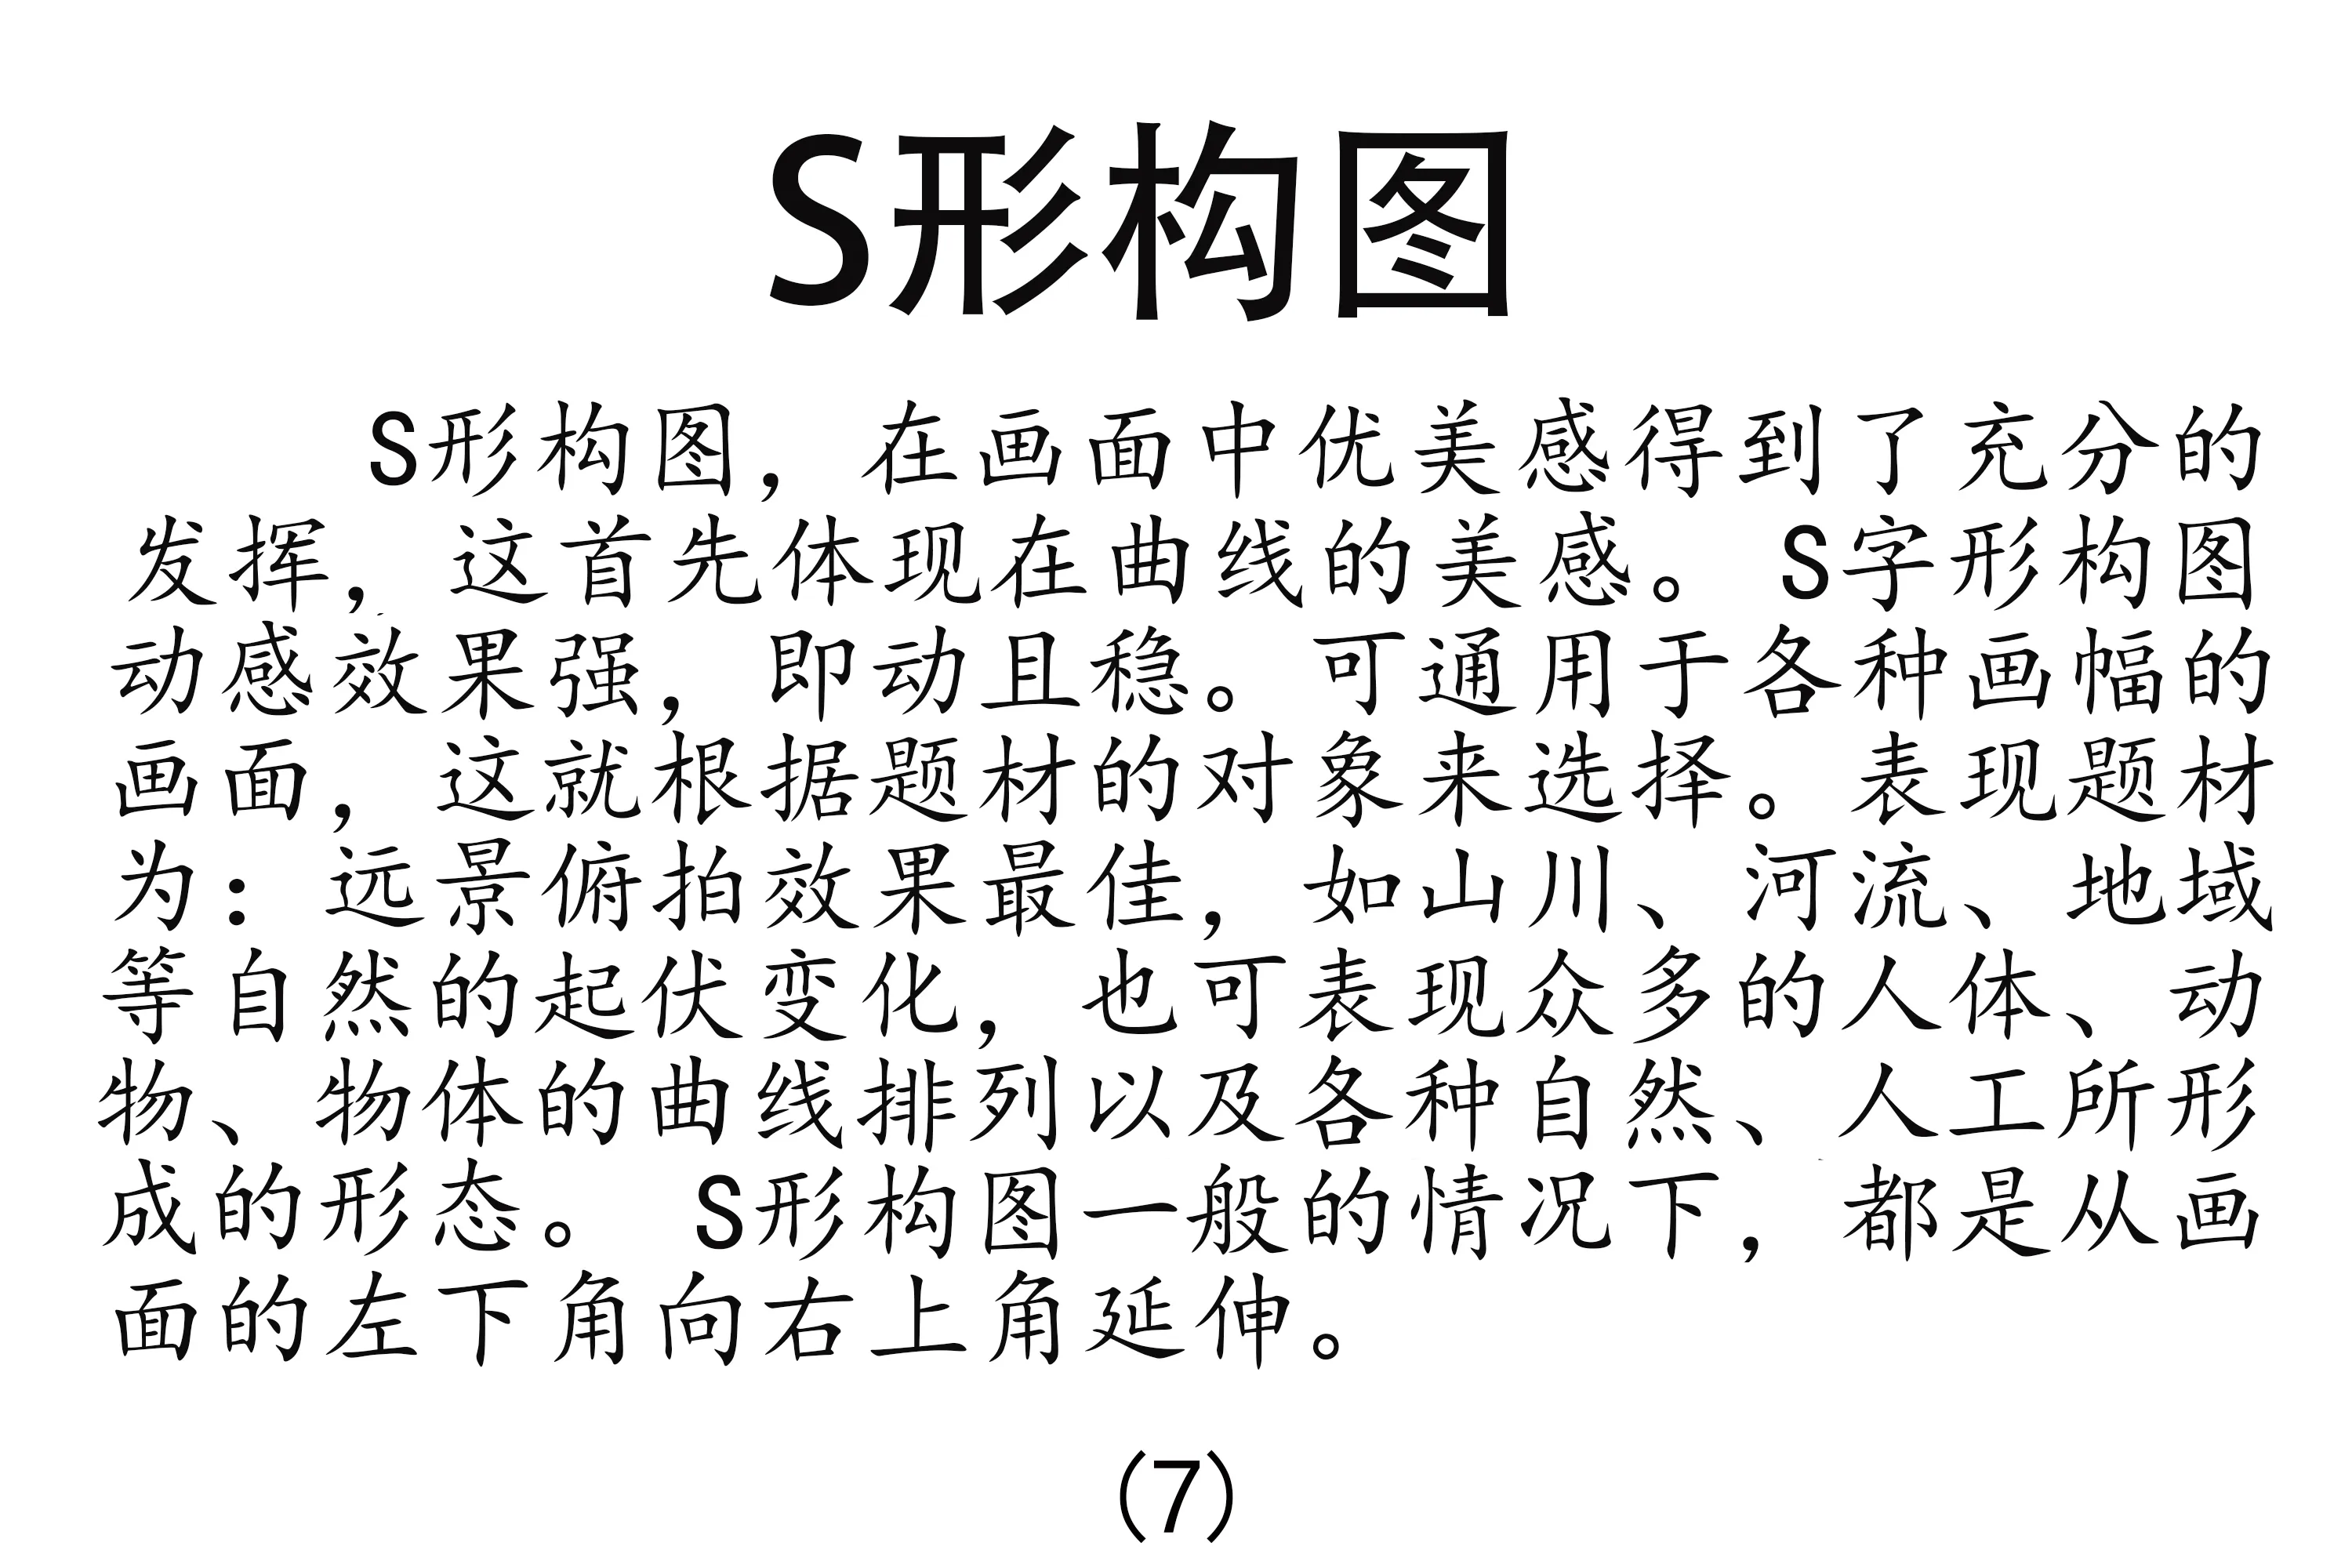 S形构图
S形构图，在画面中优美感得到了充分的
发挥，这首先体现在曲线的美感。 S字形构图
动感效果强，即动且稳。可通用于各种画幅的
画面，这就根据题材的对象来选择。表现题材
为：远景俯拍效果最佳，如山川、河流、地域
等自然的起伏变化，也可表现众多的人体、动
物、物体的曲线排列以及各种自然、人工所形
成的形态。 S形构图一般的情况下，都是从画
面的左下角向右上角延伸。
(7)